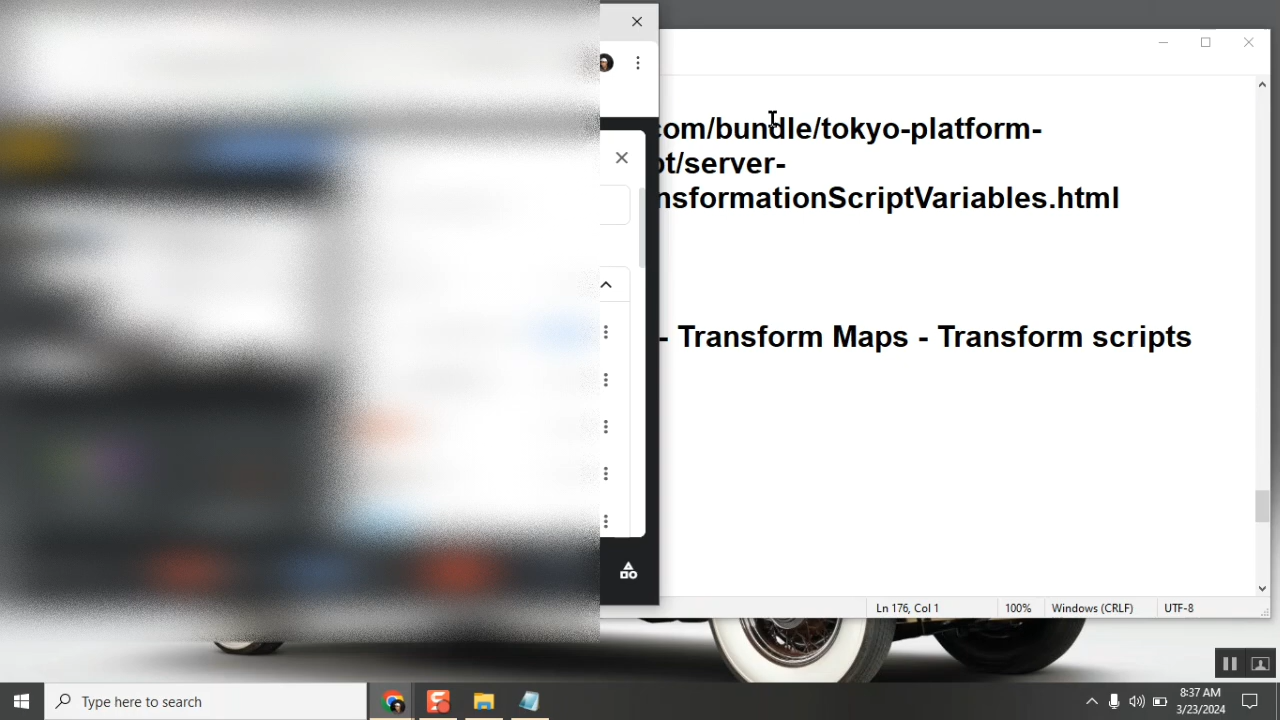 com/bundle/tokyo-platform-
pt/server-
nsformationScriptVariables.html
- Transform Maps - Transform scripts
Ln 176, Col 1
100%
Windows (CRLF)
UTF-8
Type here to search
8:37 AM
3/23/2024